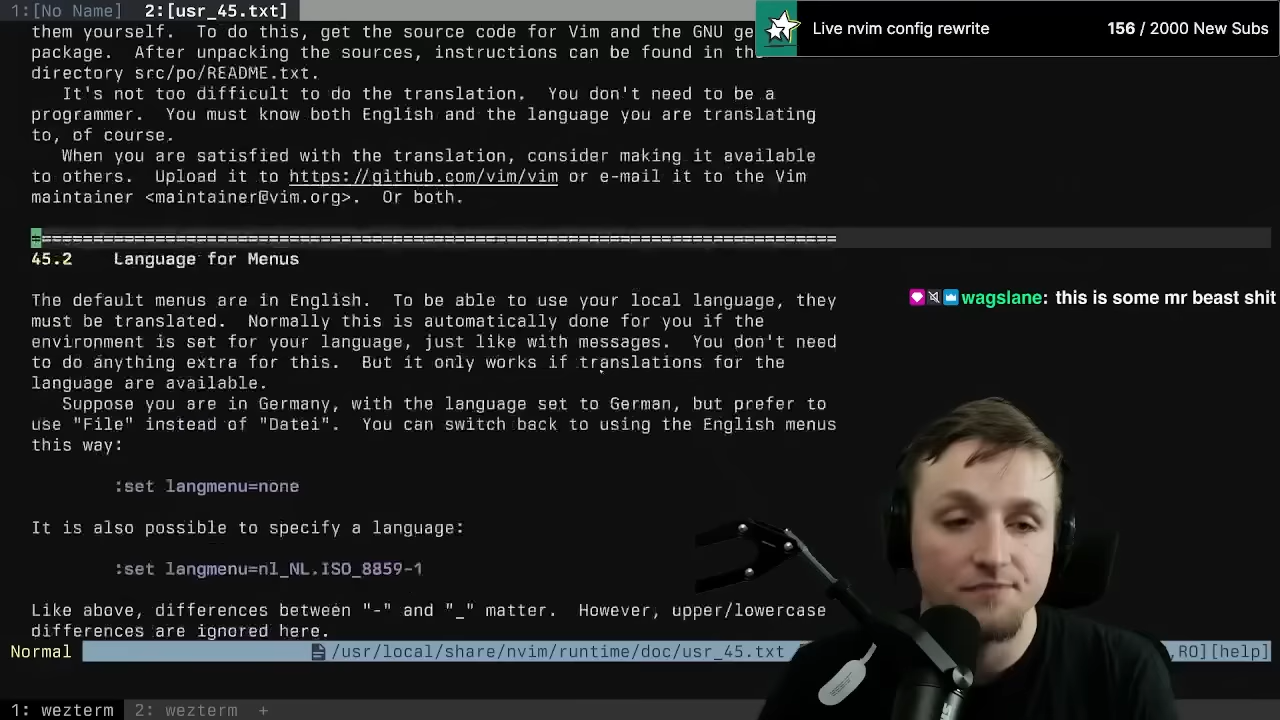 1:[No Name]  2:[usr_45.txt]
Live nvim config rewrite 156 / 2000 New Subs
them yourself.  To do this, get the source code for Vim and the GNU ge
package.  After unpacking the sources, instructions can be found in the
directory src/po/README.txt.
It's not too difficult to do the translation.  You don't need to be a
programmer.  You must know both English and the language you are translating
to, of course.
When you are satisfied with the translation, consider making it available
to others.  Upload it to https://github.com/vim/vim or e-mail it to the Vim
maintainer <maintainer@vim.org>.  Or both.
==============================================================================
45.2    Language for Menus
The default menus are in English.  To be able to use your local language, they
must be translated.  Normally this is automatically done for you if the
environment is set for your language, just like with messages.  You don't need
to do anything extra for this.  But it only works if translations for the
language are available.
Suppose you are in Germany, with the language set to German, but prefer to
use "File" instead of "Datei".  You can switch back to using the English menus
this way:
:set langmenu=none
It is also possible to specify a language:
:set langmenu=nl_NL.ISO_8859-1
Like above, differences between "-" and "_" matter.  However, upper/lowercase
differences are ignored here.
wagslane: this is some mr beast shit
Normal /usr/local/share/nvim/runtime/doc/usr_45.txt ,RO][help]
1: wezterm  2: wezterm  +